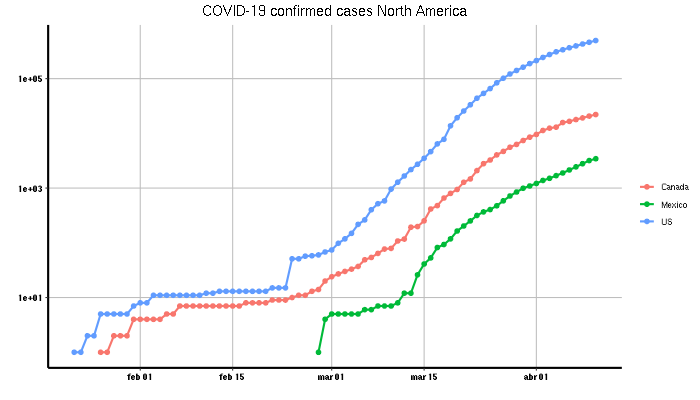 COVID-19 confirmed cases North America
1e+05
1e+03
1e+01
feb 01
feb 15
mar 01
mar 15
abr 01
Canada
Mexico
US